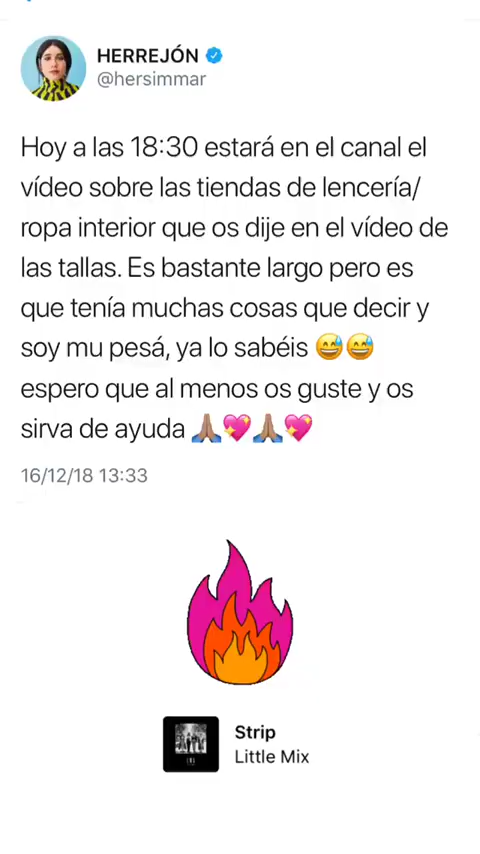 HERREJÓN
@hersimmar
Hoy a las 18:30 estará en el canal el
vídeo sobre las tiendas de lencería/
ropa interior que os dije en el vídeo de
las tallas. Es bastante largo pero es
que tenía muchas cosas que decir y
soy mu pesá, ya lo sabéis 😅😅
espero que al menos os guste y os
sirva de ayuda 🙏🏽💖🙏🏽💖
16/12/18 13:33
Strip
Little Mix